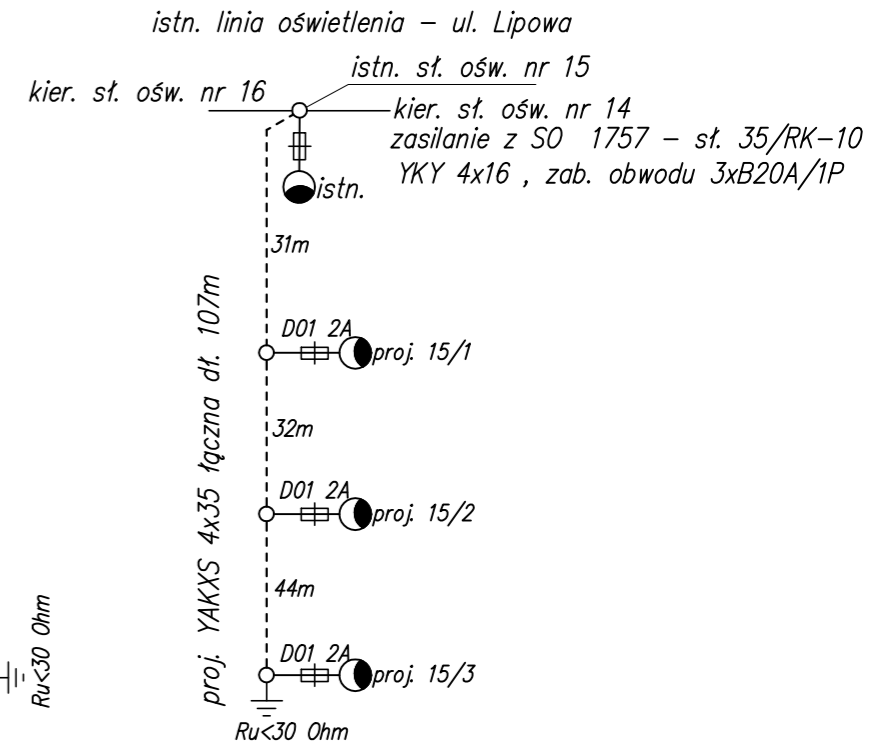 istn. linia oświetlenia – ul. Lipowa
istn. sł. ośw. nr 15
kier. sł. ośw. nr 16
kier. sł. ośw. nr 14
zasilanie z SO 1757 – sł. 35/RK–10
YKY 4x16 , zab. obwodu 3xB20A/1P
istn.
31m
proj. YAKXS 4x35 łączna dł. 107m
D01 2A
proj. 15/1
32m
D01 2A
proj. 15/2
44m
D01 2A
proj. 15/3
Ru<30 Ohm
Ru<30 Ohm